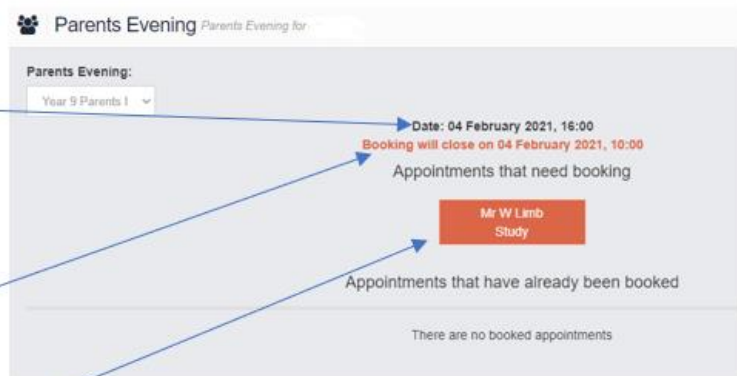 Parents Evening Parents Evening for
Parents Evening:
Year 9 Parents
Date: 04 February 2021, 16:00
Booking will close on 04 February 2021, 10:00
Appointments that need booking
Mr W Limb
Study
Appointments that have already been booked
There are no booked appointments